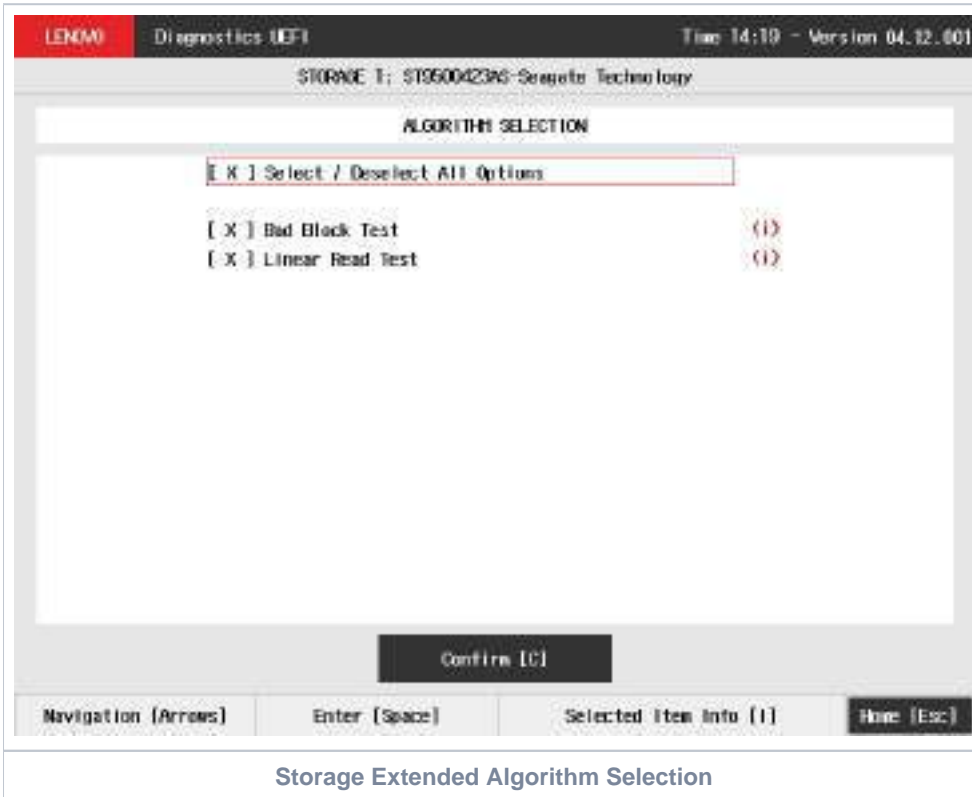 LENOVO Diagnostics UEFI Time 14:19 - Version 04.12.001
STORAGE 1: ST9500423AS-Seagate Technology
ALGORITHM SELECTION
[ X ] Select / Deselect All Options
[ X ] Bad Block Test (i)
[ X ] Linear Read Test (i)
Confirm [C]
Navigation [Arrows] Enter [Space] Selected Item Info [I] Home [Esc]
Storage Extended Algorithm Selection